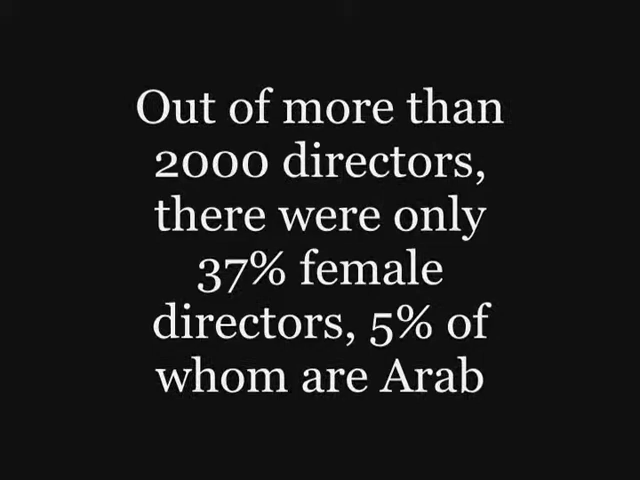 Out of more than
2000 directors,
there were only
37% female
directors, 5% of
whom are Arab